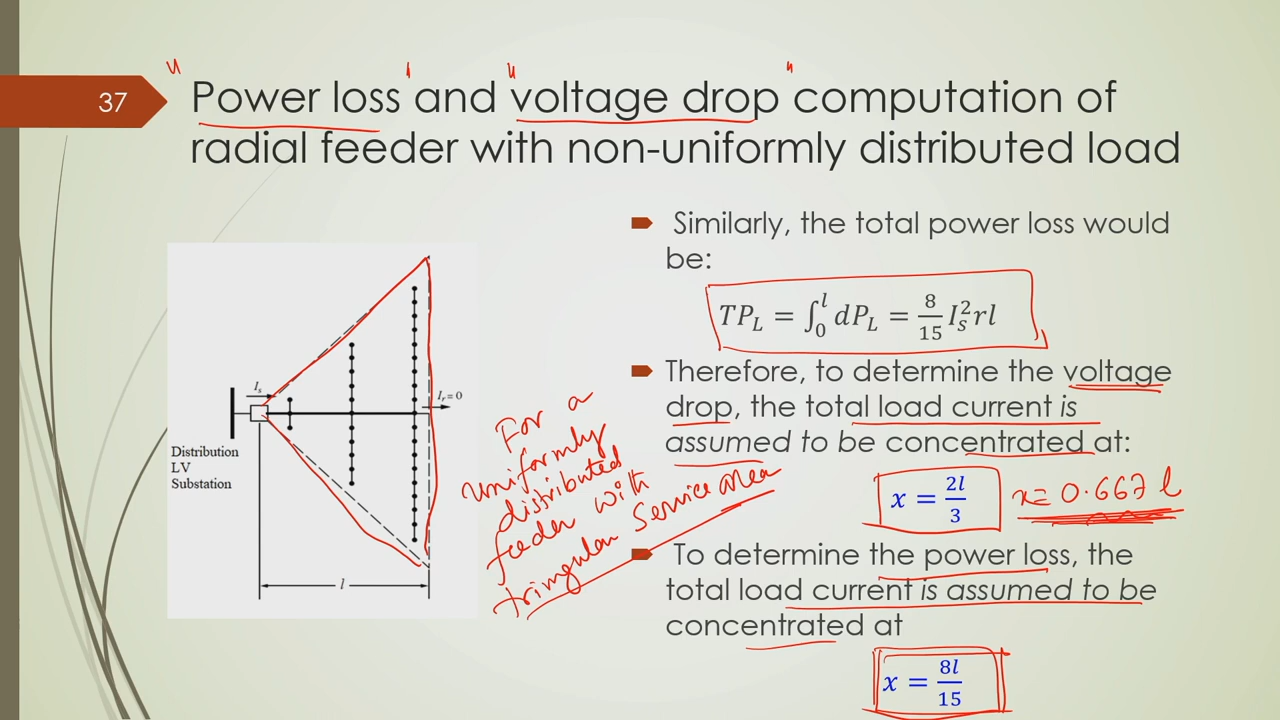 37
Power loss and voltage drop computation of
radial feeder with non-uniformly distributed load
Similarly, the total power loss would
be:
TP_L = ∫_0^l dP_L = 8/15 I_s^2 rl
Therefore, to determine the voltage
drop, the total load current is
assumed to be concentrated at:
x = 2l/3
x = 0.667 l
To determine the power loss, the
total load current is assumed to be
concentrated at
x = 8l/15
I_s
I_r = 0
Distribution
LV
Substation
l
For a
uniformly
distributed
feeder with
triangular Service area